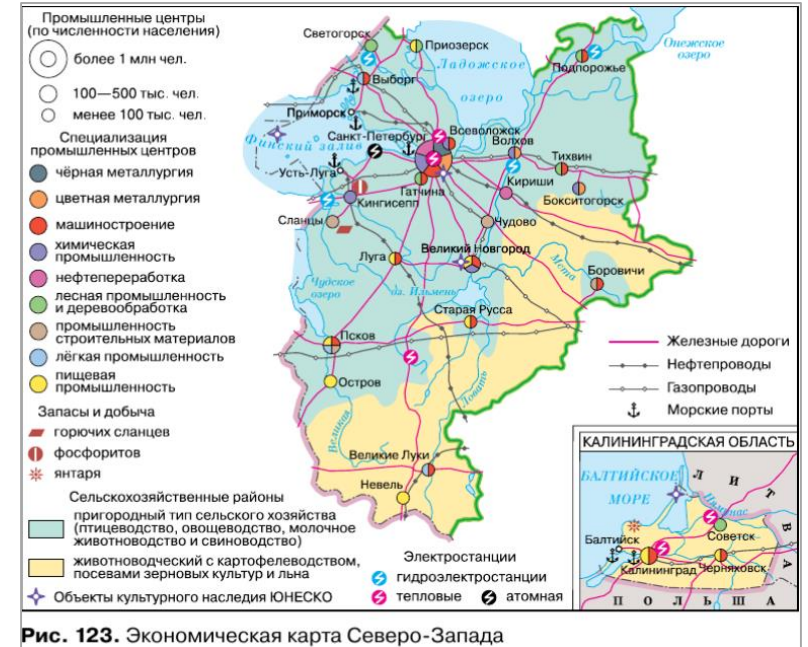 Промышленные центры
(по численности населения)
более 1 млн чел.
100—500 тыс. чел.
менее 100 тыс. чел.
Специализация
промышленных центров
чёрная металлургия
цветная металлургия
машиностроение
химическая
промышленность
нефтепереработка
лесная промышленность
и деревообработка
промышленность
строительных материалов
лёгкая промышленность
пищевая
промышленность
Запасы и добыча
горючих сланцев
фосфоритов
янтаря
Сельскохозяйственные районы
пригородный тип сельского хозяйства
(птицеводство, овощеводство, молочное
животноводство и свиноводство)
животноводческий с картофелеводством,
посевами зерновых культур и льна
Объекты культурного наследия ЮНЕСКО
Электростанции
гидроэлектростанции
тепловые
атомная
Железные дороги
Нефтепроводы
Газопроводы
Морские порты
Светогорск
Приозерск
Онежское
озеро
Ладожское
озеро
Подпорожье
Выборг
Приморск
Санкт-Петербург
Всеволожск
Волхов
Финский залив
Тихвин
Усть-Луга
Гатчина
Кириши
Кингисепп
Бокситогорск
Сланцы
Чудово
Луга
Великий Новгород
Мста
Чудское
озеро
оз. Ильмень
Боровичи
Старая Русса
Псков
Остров
Ловать
Великая
Великие Луки
Невель
КАЛИНИНГРАДСКАЯ ОБЛАСТЬ
БАЛТИЙСКОЕ
МОРЕ
ЛИТВА
Неманас
Советск
Балтийск
Калининград
Черняховск
ПОЛЬША
Рис. 123. Экономическая карта Северо-Запада